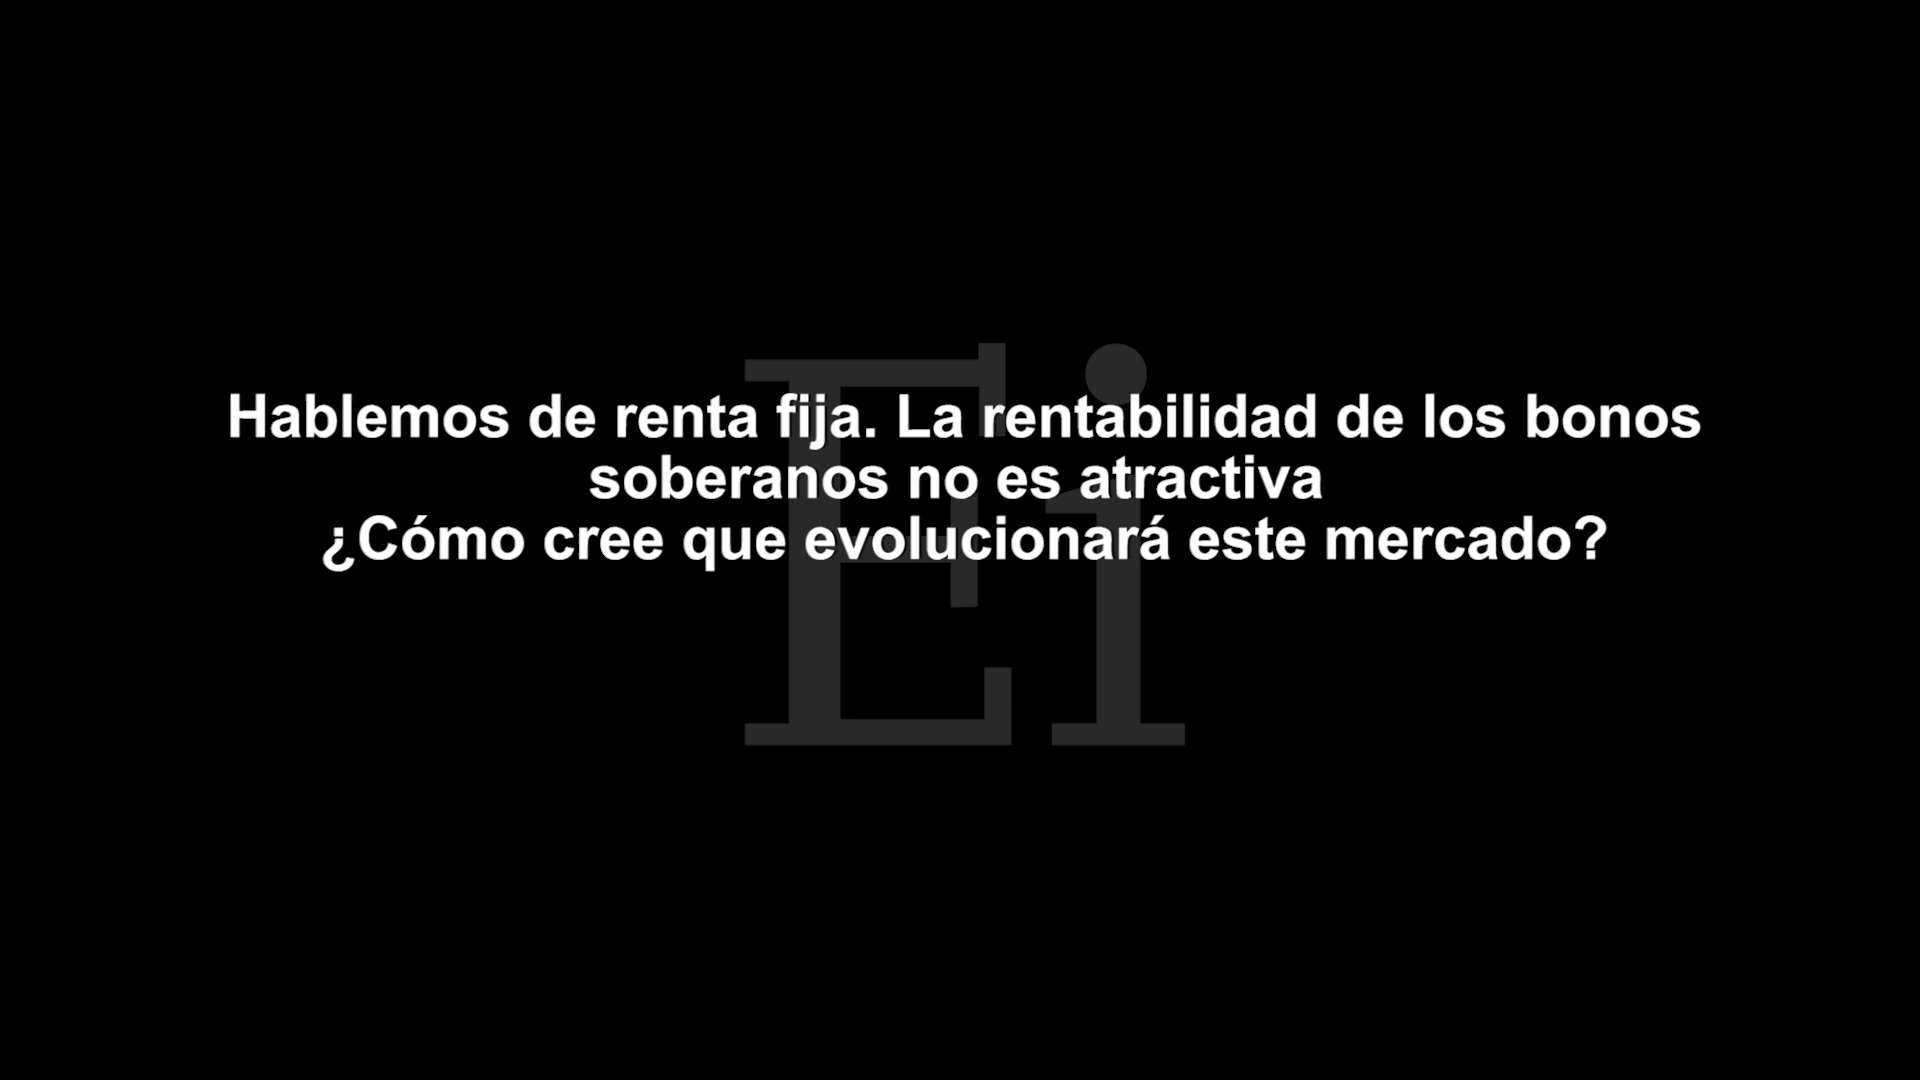 Hablemos de renta fija. La rentabilidad de los bonos
soberanos no es atractiva
¿Cómo cree que evolucionará este mercado?
Ei